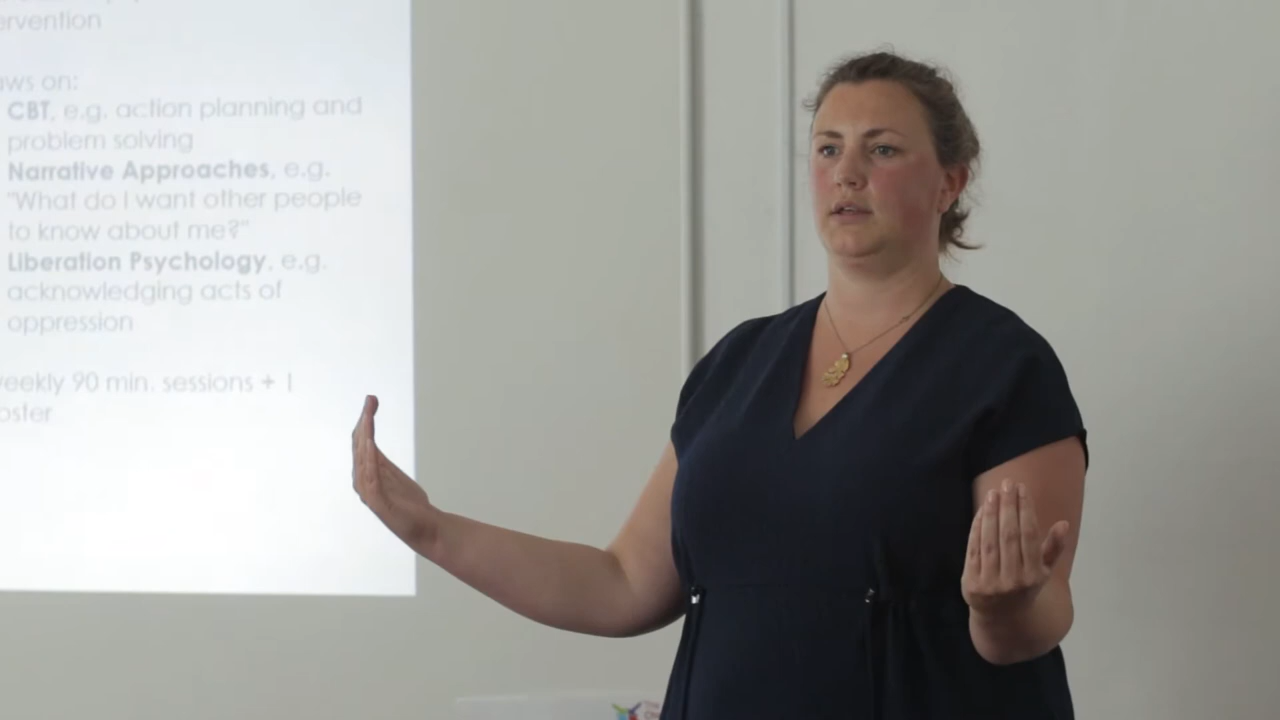 ervention
aws on:
CBT, e.g. action planning and
problem solving
Narrative Approaches, e.g.
"What do I want other people
to know about me?"
Liberation Psychology, e.g.
acknowledging acts of
oppression
weekly 90 min. sessions + 1
oster